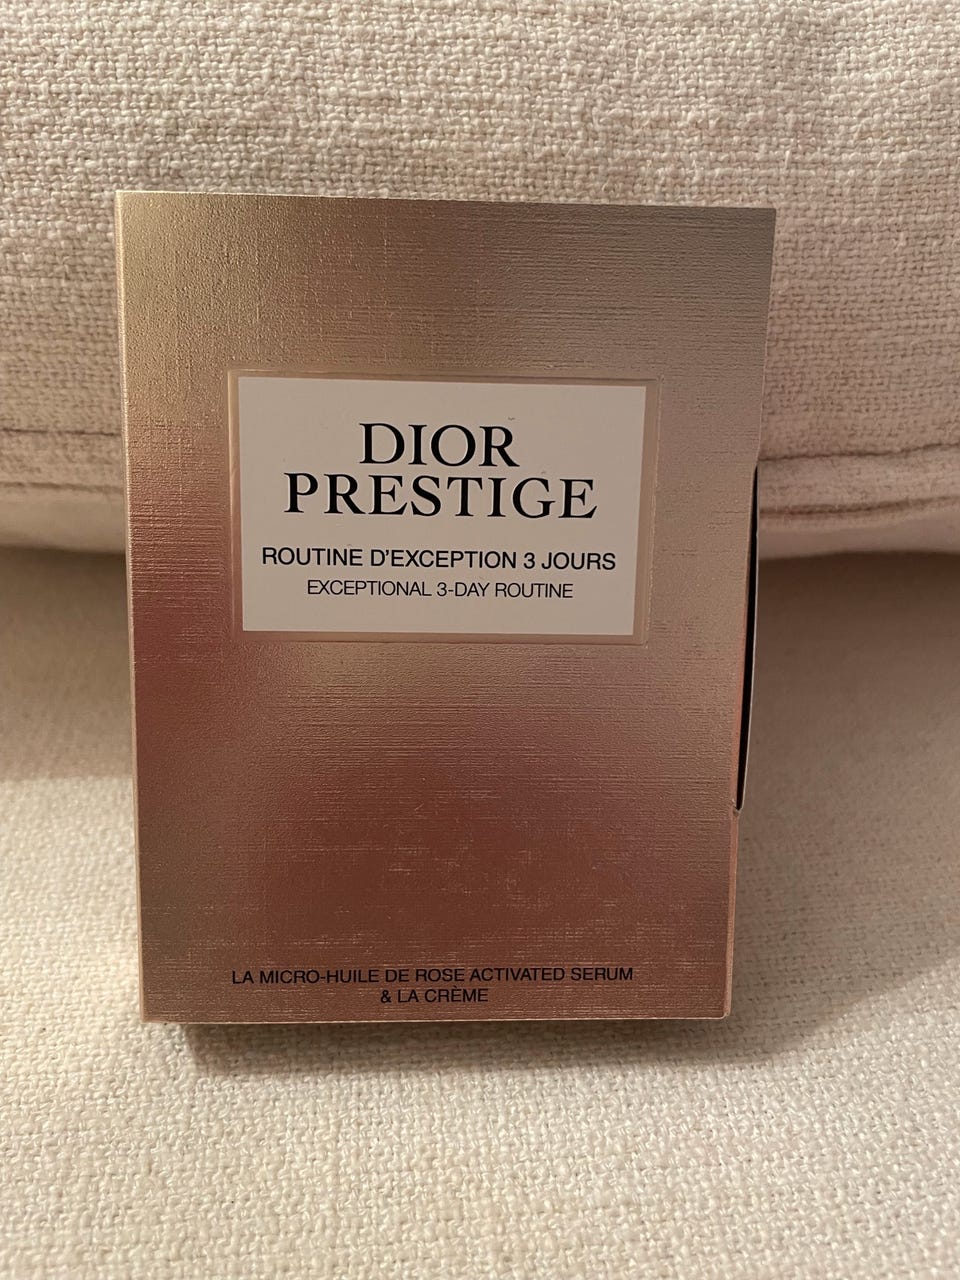 DIOR
PRESTIGE
ROUTINE D'EXCEPTION 3 JOURS
EXCEPTIONAL 3-DAY ROUTINE
LA MICRO-HUILE DE ROSE ACTIVATED SERUM
& LA CRÈME